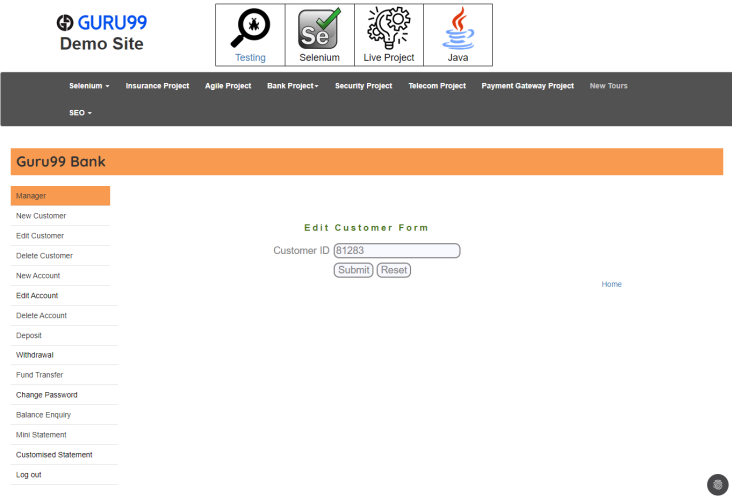 GURU99
Demo Site
Testing
Se
Selenium
Live Project
Java
Selenium Insurance Project Agile Project Bank Project Security Project Telecom Project Payment Gateway Project New Tours
SEO
Guru99 Bank
Manager
New Customer
Edit Customer
Delete Customer
New Account
Edit Account
Delete Account
Deposit
Withdrawal
Fund Transfer
Change Password
Balance Enquiry
Mini Statement
Customised Statement
Log out
Edit Customer Form
Customer ID 81283
Submit Reset
Home